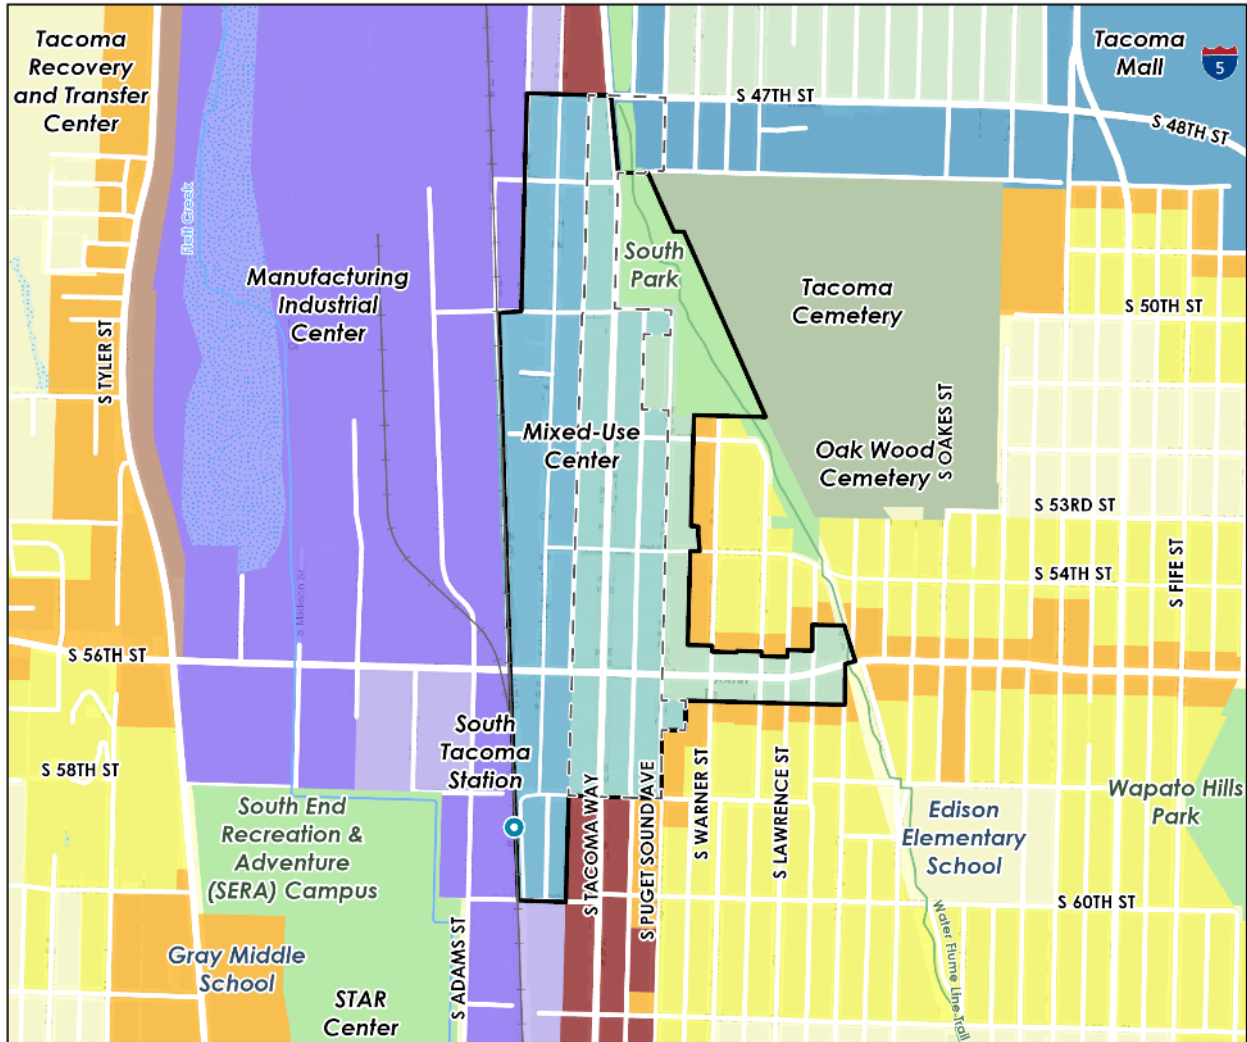 Tacoma
Recovery
and Transfer
Center
Tacoma
Mall
5
S 47TH ST
S 48TH ST
Flett Creek
South
Park
Manufacturing
Industrial
Center
Tacoma
Cemetery
S 50TH ST
S TYLER ST
Mixed-Use
Center
Oak Wood
Cemetery
S OAKES ST
S 53RD ST
S 54TH ST
S FIFE ST
S Madison St
S 56TH ST
South
Tacoma
Station
S 58TH ST
S TACOMA WAY
S PUGET SOUND AVE
S WARNER ST
S LAWRENCE ST
Wapato Hills
Park
South End
Recreation &
Adventure
(SERA) Campus
Edison
Elementary
School
S 60TH ST
Gray Middle
School
S ADAMS ST
Water Flume Line Trail
STAR
Center